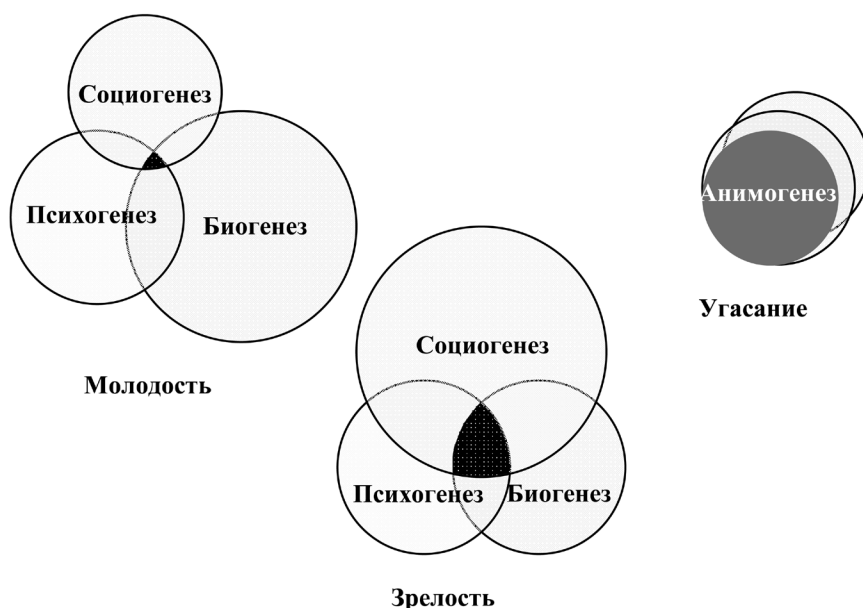 Социогенез
Психогенез
Биогенез
Молодость
Анимогенез
Угасание
Социогенез
Психогенез
Биогенез
Зрелость